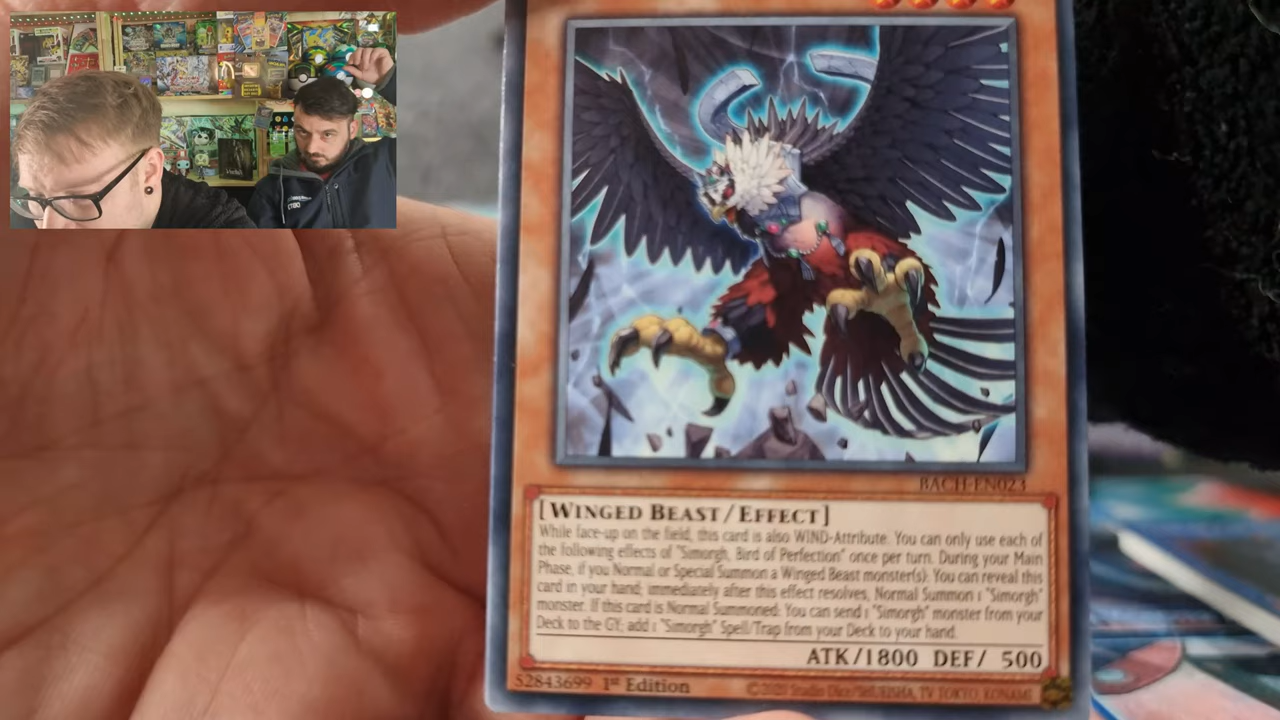 BACH-EN023
[WINGED BEAST/EFFECT]
While face-up on the field, this card is also WIND-Attribute. You can only use each of
the following effects of "Simorgh, Bird of Perfection" once per turn. During your Main
Phase, if you Normal or Special Summon a Winged Beast monster(s): You can reveal this
card in your hand; immediately after this effect resolves, Normal Summon 1 "Simorgh"
monster. If this card is Normal Summoned: You can send 1 "Simorgh" monster from your
Deck to the GY; add 1 "Simorgh" Spell/Trap from your Deck to your hand.
ATK/1800 DEF/ 500
52843699 1st Edition
©2020 Studio Dice/SHUEISHA, TV TOKYO, KONAMI